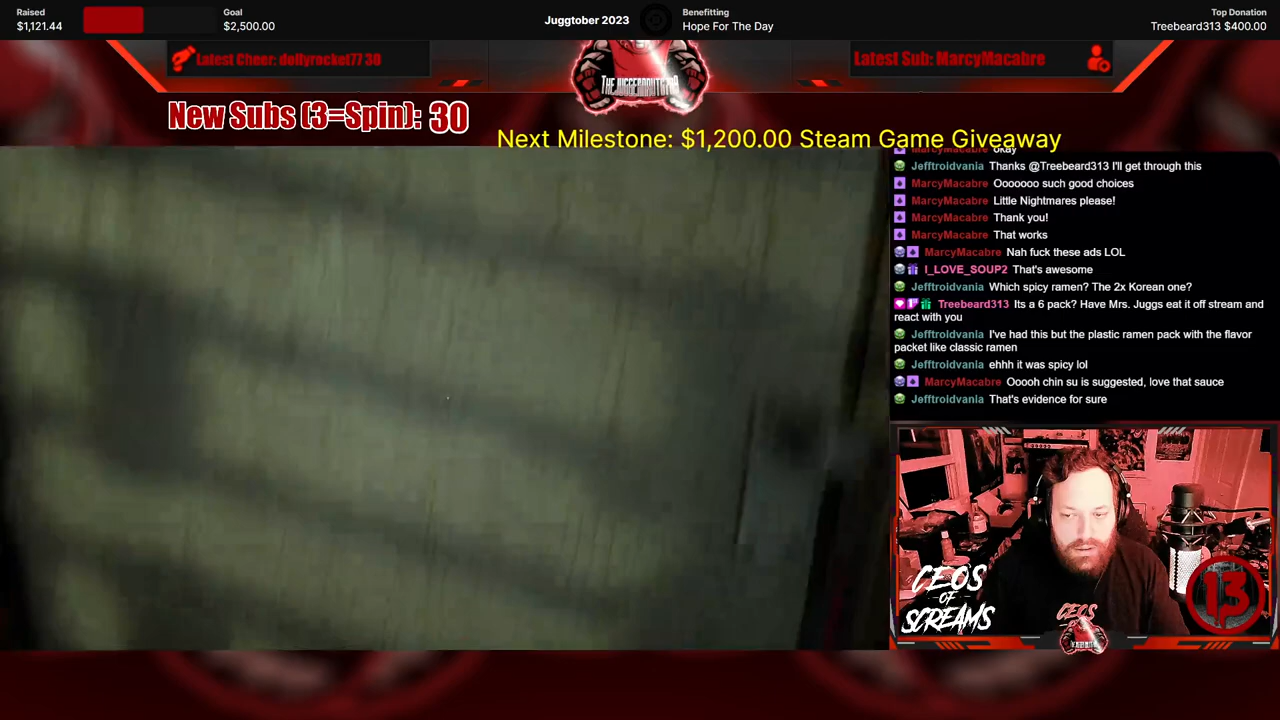 Raised
$1,121.44
Goal
$2,500.00
Juggtober 2023
Benefitting
Hope For The Day
Top Donation
Treebeard313 $400.00
Latest Cheer: dollyrocket77 30
Latest Sub: MarcyMacabre
New Subs (3=Spin): 30
Next Milestone: $1,200.00 Steam Game Giveaway
MarcyMacabre okay
Jefftroidvania Thanks @Treebeard313 I'll get through this
MarcyMacabre Ooooooo such good choices
MarcyMacabre Little Nightmares please!
MarcyMacabre Thank you!
MarcyMacabre That works
MarcyMacabre Nah fuck these ads LOL
I_LOVE_SOUP2 That's awesome
Jefftroidvania Which spicy ramen? The 2x Korean one?
Treebeard313 Its a 6 pack? Have Mrs. Juggs eat it off stream and
react with you
Jefftroidvania I've had this but the plastic ramen pack with the flavor
packet like classic ramen
Jefftroidvania ehhh it was spicy lol
MarcyMacabre Ooooh chin su is suggested, love that sauce
Jefftroidvania That's evidence for sure
CEOS
OF
SCREAMS
CEOS
13